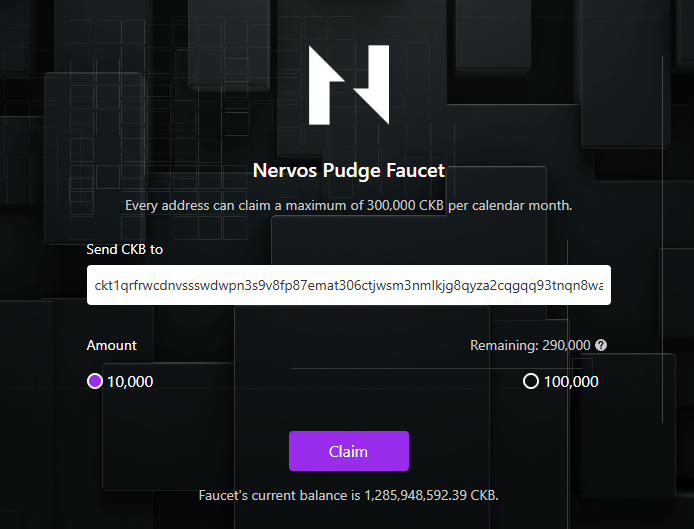 Nervos Pudge Faucet
Every address can claim a maximum of 300,000 CKB per calendar month.
Send CKB to
ckt1qrfrwcdnvssswdwpn3s9v8fp87emat306ctjwsm3nmlkjg8qyza2cqgqq93tnqn8wa
Amount
Remaining: 290,000
10,000
100,000
Claim
Faucet's current balance is 1,285,948,592.39 CKB.